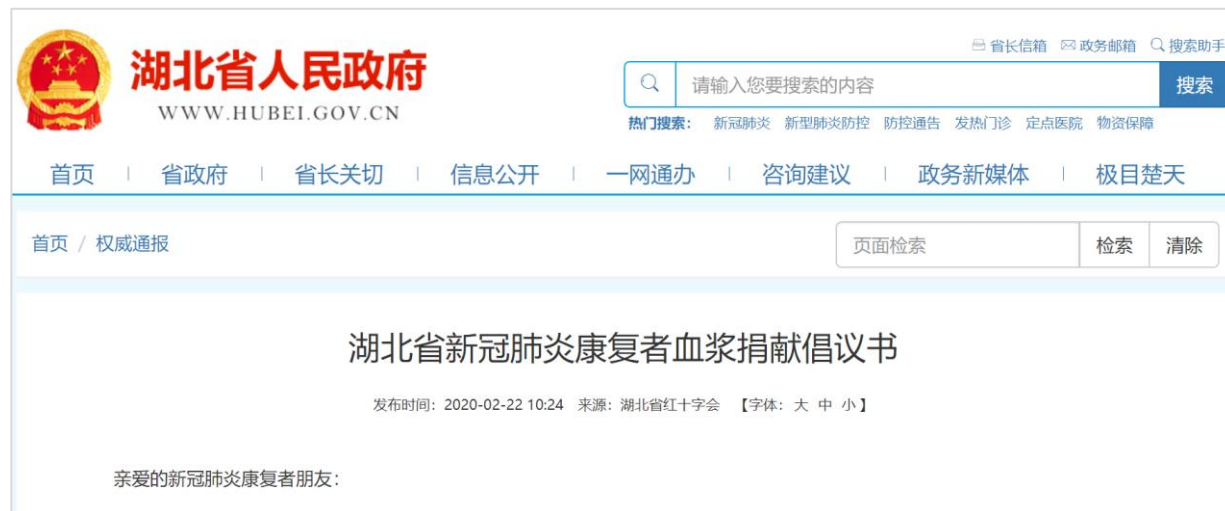 省长信箱 政务邮箱 搜索助手
湖北省人民政府
WWW.HUBEI.GOV.CN
请输入您要搜索的内容 搜索
热门搜索： 新冠肺炎 新型肺炎防控 防控通告 发热门诊 定点医院 物资保障
首页 | 省政府 | 省长关切 | 信息公开 | 一网通办 | 咨询建议 | 政务新媒体 | 极目楚天
首页 / 权威通报 页面检索 检索 清除
湖北省新冠肺炎康复者血浆捐献倡议书
发布时间：2020-02-22 10:24 来源：湖北省红十字会 【字体：大 中 小】
亲爱的新冠肺炎康复者朋友：